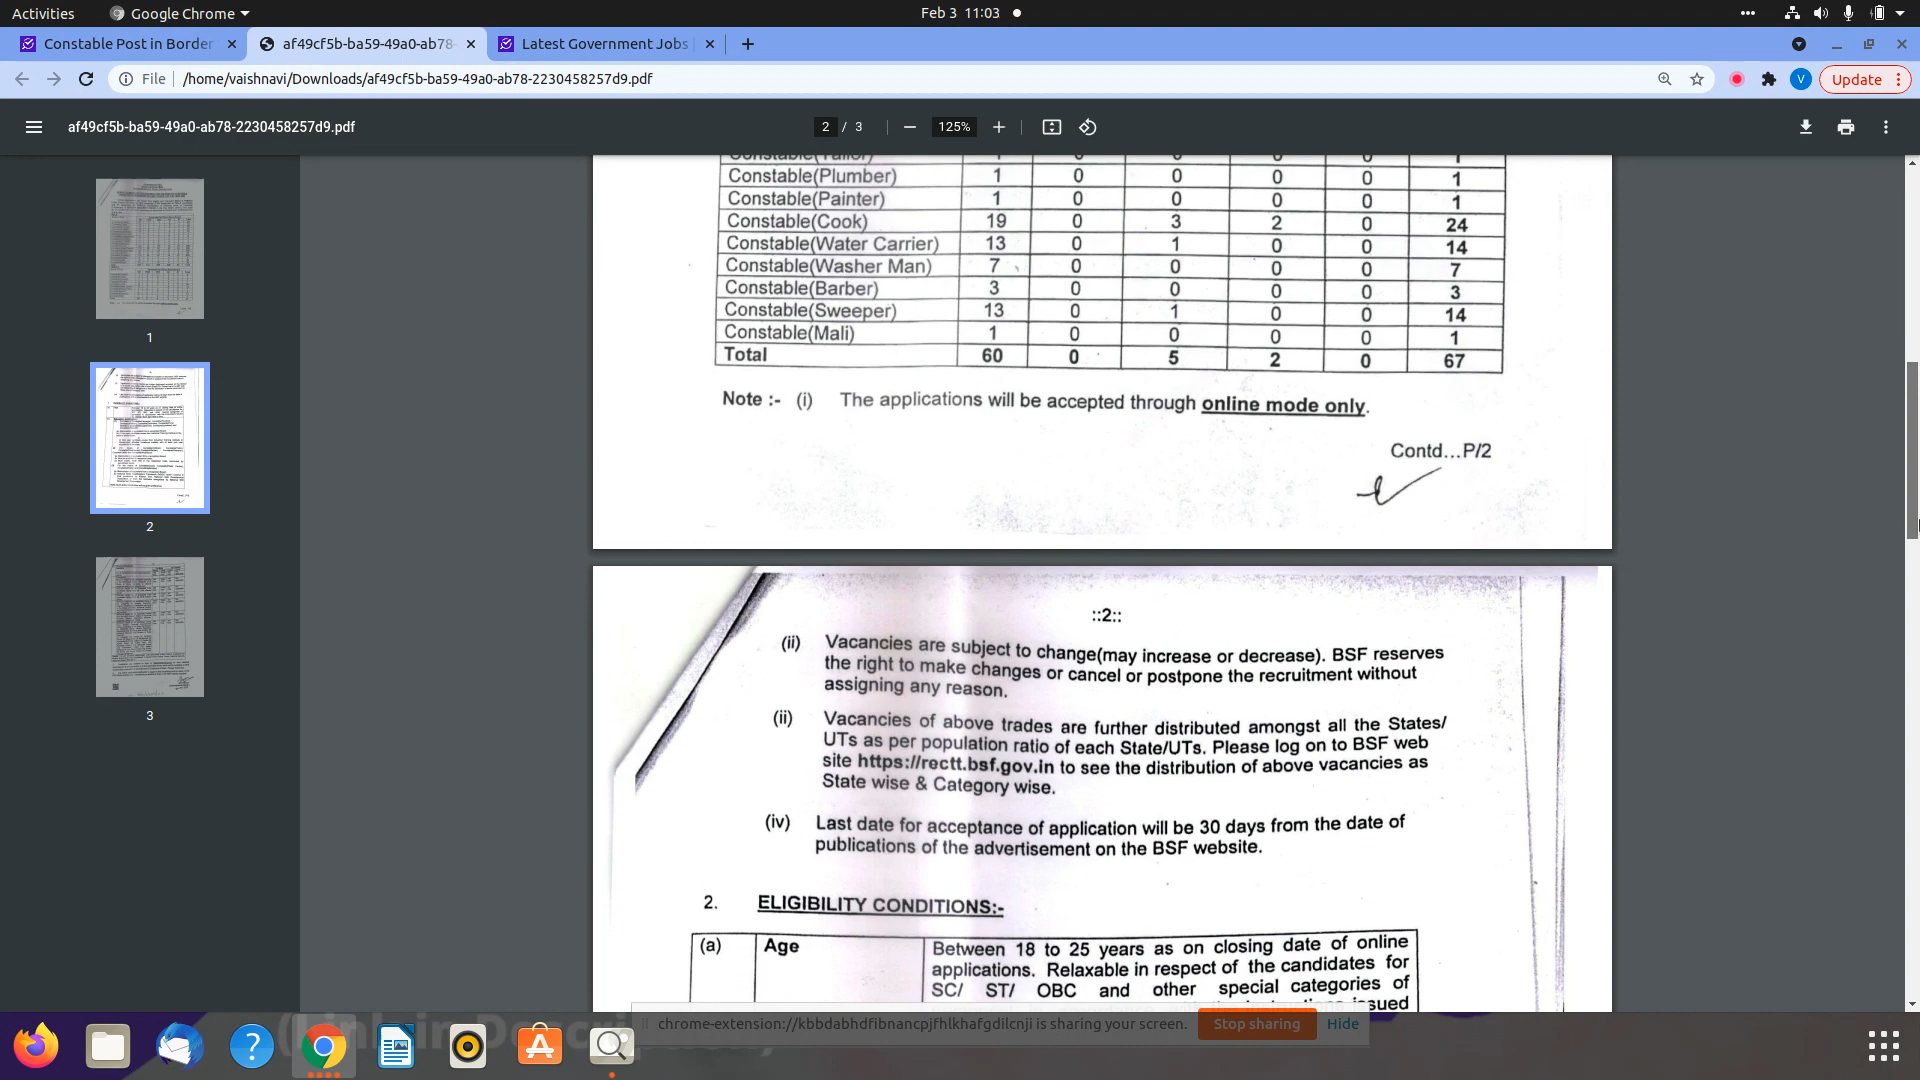 Activities Google Chrome Feb 3 11:03
Constable Post in Border af49cf5b-ba59-49a0-ab78- Latest Government Jobs
File /home/vaishnavi/Downloads/af49cf5b-ba59-49a0-ab78-2230458257d9.pdf V Update
af49cf5b-ba59-49a0-ab78-2230458257d9.pdf 2 / 3 125%
1
2
3
Constable(Tailor) 1 0 0 0 0 1
Constable(Plumber) 1 0 0 0 0 1
Constable(Painter) 1 0 0 0 0 1
Constable(Cook) 19 0 3 2 0 24
Constable(Water Carrier) 13 0 1 0 0 14
Constable(Washer Man) 7 0 0 0 0 7
Constable(Barber) 3 0 0 0 0 3
Constable(Sweeper) 13 0 1 0 0 14
Constable(Mali) 1 0 0 0 0 1
Total 60 0 5 2 0 67
Note :- (i) The applications will be accepted through online mode only.
Contd...P/2
::2::
(ii) Vacancies are subject to change(may increase or decrease). BSF reserves
the right to make changes or cancel or postpone the recruitment without
assigning any reason.
(ii) Vacancies of above trades are further distributed amongst all the States/
UTs as per population ratio of each State/UTs. Please log on to BSF web
site https://rectt.bsf.gov.in to see the distribution of above vacancies as
State wise & Category wise.
(iv) Last date for acceptance of application will be 30 days from the date of
publications of the advertisement on the BSF website.
2. ELIGIBILITY CONDITIONS:-
(a) Age Between 18 to 25 years as on closing date of online
applications. Relaxable in respect of the candidates for
SC/ ST/ OBC and other special categories of
issued
chrome-extension://kbbdabhdfibnancpjfhlkhafgdilcnji is sharing your screen. Stop sharing Hide